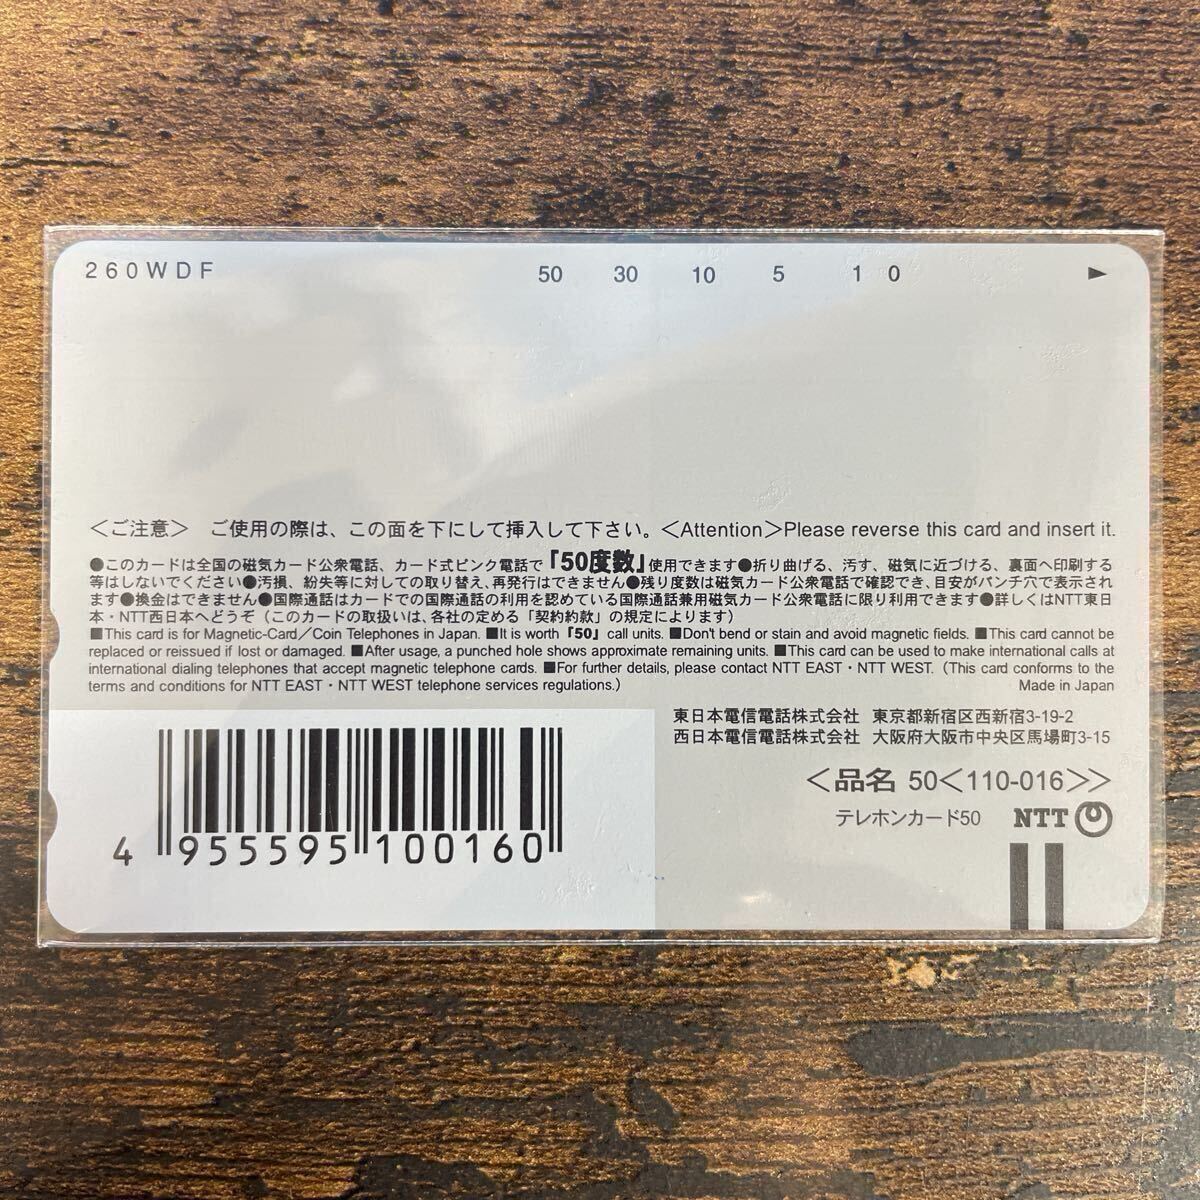 260WDF 50 30 10 5 1 0 ►
＜ご注意＞ ご使用の際は、この面を下にして挿入して下さい。＜Attention＞Please reverse this card and insert it.
●このカードは全国の磁気カード公衆電話、カード式ピンク電話で「50度数」使用できます●折り曲げる、汚す、磁気に近づける、裏面へ印刷する
等はしないでください●汚損、紛失等に対しての取り替え、再発行はできません●残り度数は磁気カード公衆電話で確認でき、目安がパンチ穴で表示され
ます●換金はできません●国際通話はカードでの国際通話の利用を認めている国際通話兼用磁気カード公衆電話に限り利用できます●詳しくはNTT東日
本・NTT西日本へどうぞ（このカードの取扱いは、各社の定める「契約約款」の規定によります）
■This card is for Magnetic-Card／Coin Telephones in Japan. ■It is worth「50」call units. ■Don't bend or stain and avoid magnetic fields. ■This card cannot be
replaced or reissued if lost or damaged. ■After usage, a punched hole shows approximate remaining units. ■This card can be used to make international calls at
international dialing telephones that accept magnetic telephone cards. ■For further details, please contact NTT EAST・NTT WEST. (This card conforms to the
terms and conditions for NTT EAST・NTT WEST telephone services regulations.) Made in Japan
東日本電信電話株式会社 東京都新宿区西新宿3-19-2
西日本電信電話株式会社 大阪府大阪市中央区馬場町3-15
＜品名 50＜110-016＞＞
テレホンカード50 NTT
4 955595 100160